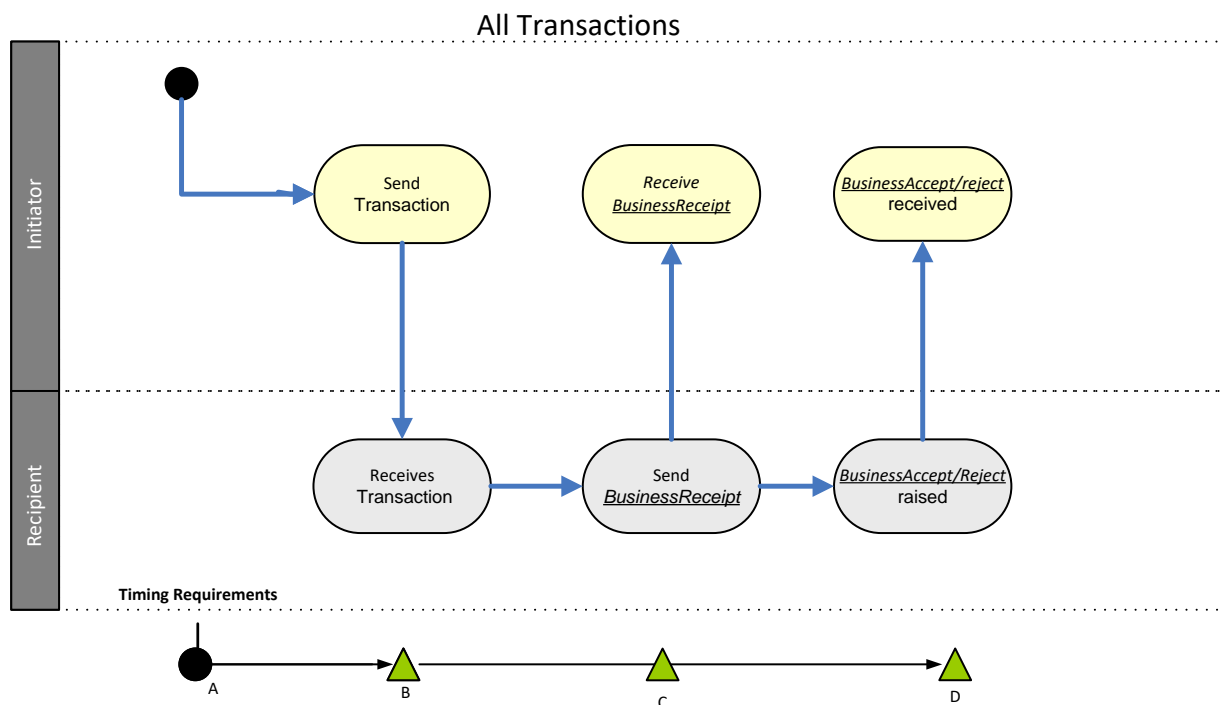 All Transactions
Initiator
Send
Transaction
Receive
BusinessReceipt
BusinessAccept/reject
received
Recipient
Receives
Transaction
Send
BusinessReceipt
BusinessAccept/Reject
raised
Timing Requirements
A
B
C
D